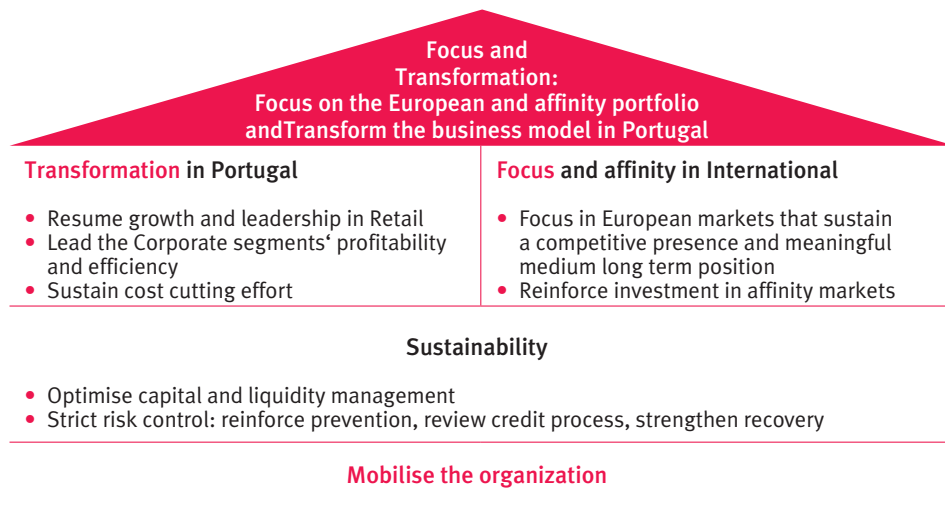 Focus and
Transformation:
Focus on the European and affinity portfolio
andTransform the business model in Portugal
Transformation in Portugal
• Resume growth and leadership in Retail
• Lead the Corporate segments‘ profitability
and efficiency
• Sustain cost cutting effort
Focus and affinity in International
• Focus in European markets that sustain
a competitive presence and meaningful
medium long term position
• Reinforce investment in affinity markets
Sustainability
• Optimise capital and liquidity management
• Strict risk control: reinforce prevention, review credit process, strengthen recovery
Mobilise the organization